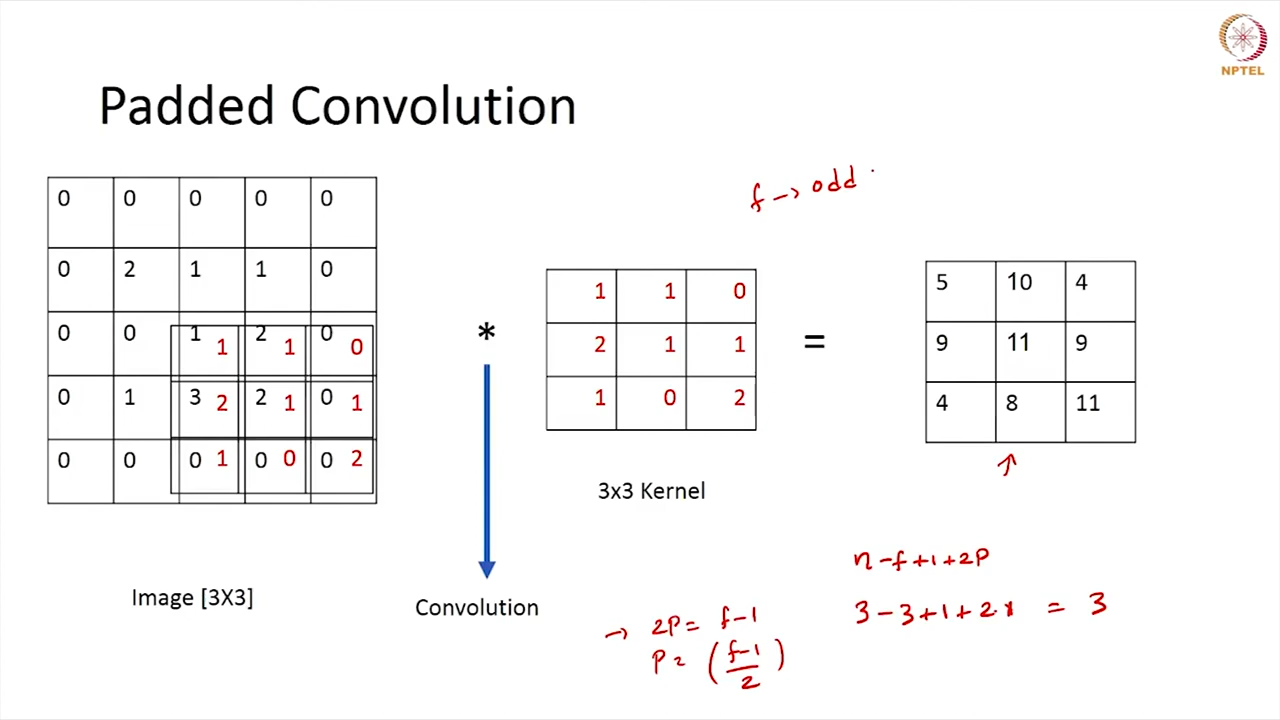 NPTEL
Padded Convolution
f → odd
0 0 0 0 0
0 2 1 1 0
0 0 1 2 0
1 1 0
0 1 3 2 0
2 1 1
0 0 0 0 0
1 0 2
*
1 1 0
2 1 1
1 0 2
=
5 10 4
9 11 9
4 8 11
↑
3x3 Kernel
Image [3X3]
Convolution
n-f+1+2P
3-3+1+2.1 = 3
→ 2P= f-1
P= (f-1/2)